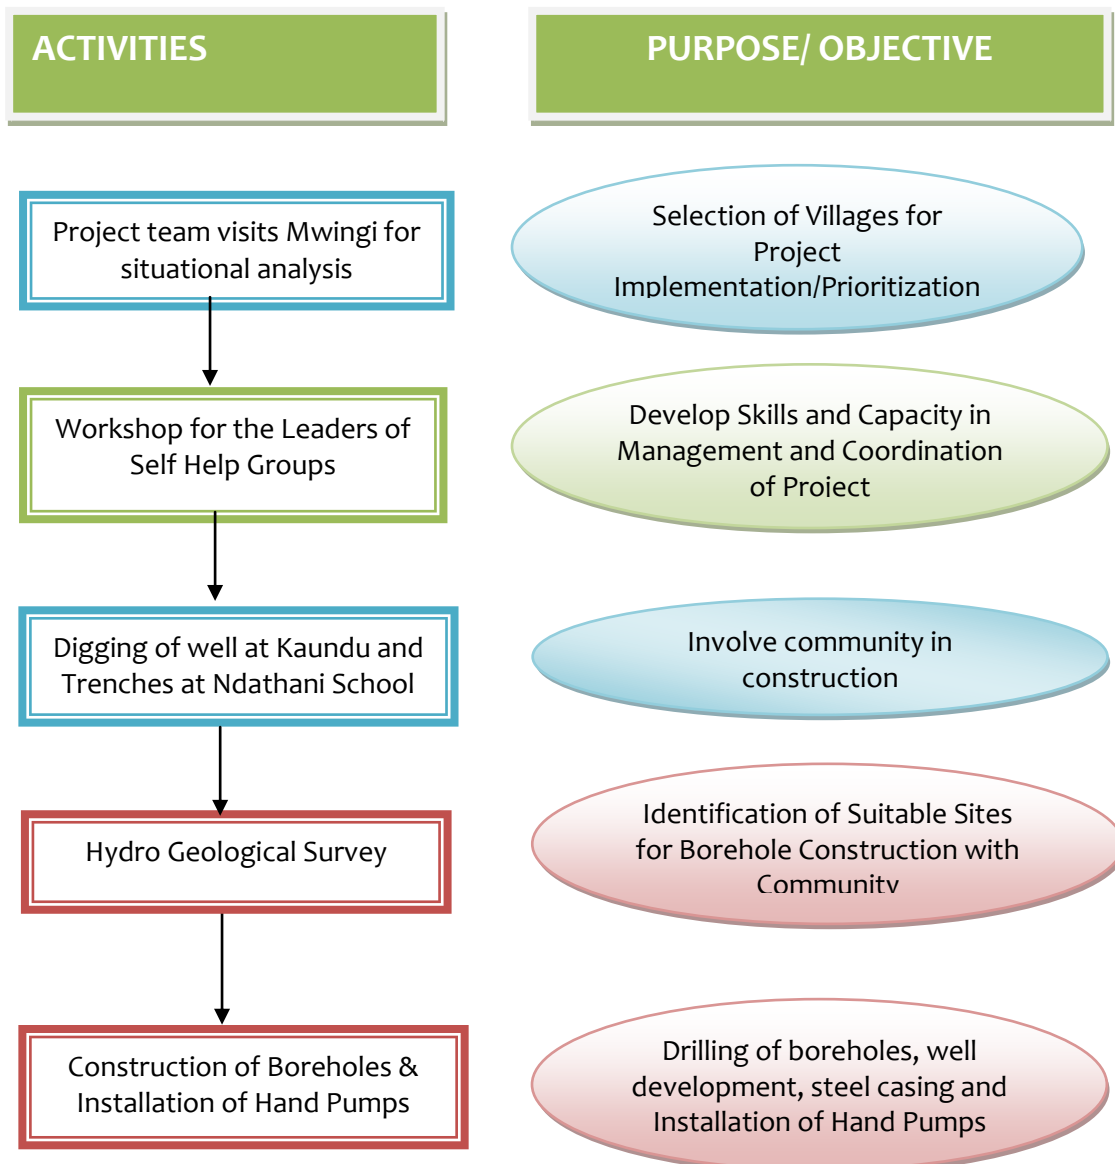 ACTIVITIES
PURPOSE/ OBJECTIVE
Project team visits Mwingi for
situational analysis
Selection of Villages for
Project
Implementation/Prioritization
Workshop for the Leaders of
Self Help Groups
Develop Skills and Capacity in
Management and Coordination
of Project
Digging of well at Kaundu and
Trenches at Ndathani School
Involve community in
construction
Hydro Geological Survey
Identification of Suitable Sites
for Borehole Construction with
Community
Construction of Boreholes &
Installation of Hand Pumps
Drilling of boreholes, well
development, steel casing and
Installation of Hand Pumps